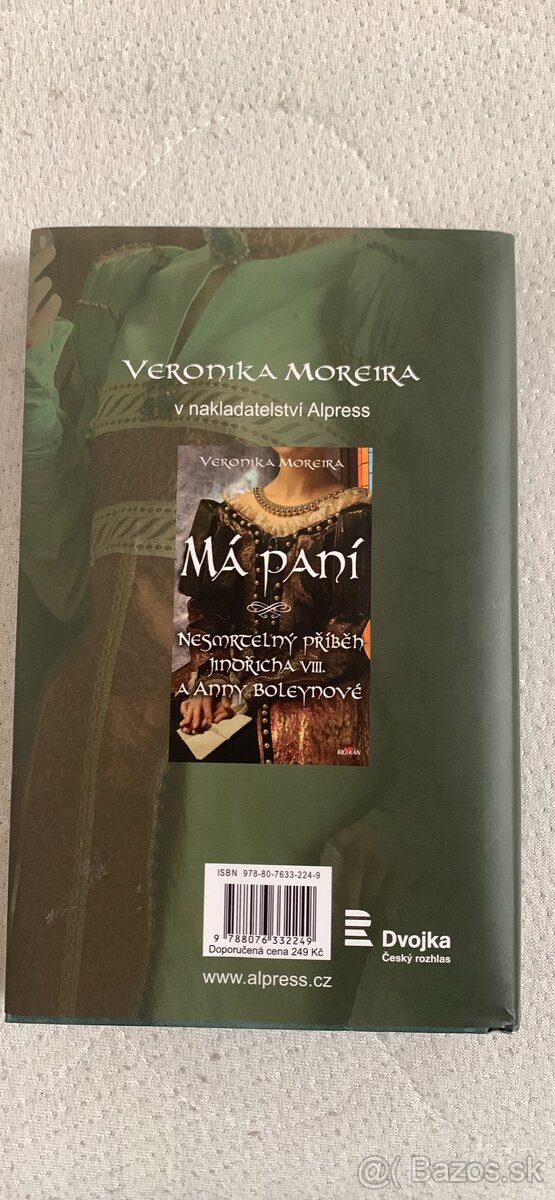 VERONIKA MOREIRA
v nakladatelství Alpress
VERONIKA MOREIRA
MÁ PANÍ
NESMRTELNÝ PŘÍBĚH
JINDŘICHA VIII.
A ANNY BOLEYNOVÉ
KLOKAN
ISBN 978-80-7633-224-9
9 788076 332249
Doporučená cena 249 Kč
www.alpress.cz
Dvojka
Český rozhlas
@( Bazos.sk